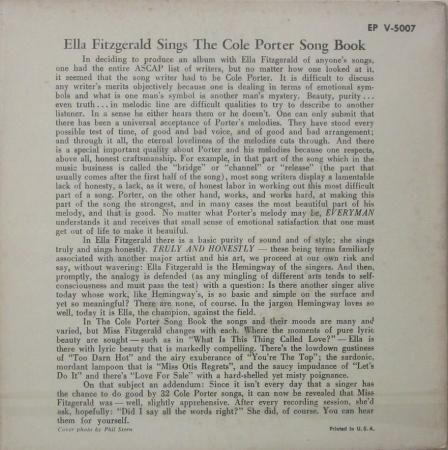 EP V-5007
Ella Fitzgerald Sings The Cole Porter Song Book
In deciding to produce an album with Ella Fitzgerald of anyone's songs,
one had the entire ASCAP list of writers, but no matter how one looked at it,
it seemed that the song writer had to be Cole Porter. It is difficult to discuss
any writer's merits objectively because one is dealing in terms of emotional sym-
bols and what is one man's symbol is another man's mystery. Beauty, purity ...
even truth ... in melodic line are difficult qualities to try to describe to another
listener. In a sense he either hears them or he doesn't. One can only submit that
there has been a universal acceptance of Porter's melodies. They have stood every
possible test of time, of good and bad voice, and of good and bad arrangement;
and through it all, the eternal loveliness of the melodies cuts through. And there
is a special important quality about Porter and his melodies because one respects,
above all, honest craftsmanship. For example, in that part of the song which in the
music business is called the "bridge" or "channel" or "release" (the part that
usually comes after the first half of the song), most song writers display a lamentable
lack of honesty, a lack, as it were, of honest labor in working out this most difficult
part of a song. Porter, on the other hand, works, and works hard, at making this
part of the song the strongest, and in many cases the most beautiful part of his
melody, and that is good. No matter what Porter's melody may be, EVERYMAN
understands it and receives that small sense of emotional satisfaction that one must
get out of life to make it beautiful.
In Ella Fitzgerald there is a basic purity of sound and of style; she sings
truly and sings honestly. TRULY AND HONESTLY — these being terms familiarly
associated with another major artist and his art, we proceed at our own risk and
say, without wavering: Ella Fitzgerald is the Hemingway of the singers. And then,
promptly, the analogy is defended (as any mingling of different arts tends to self-
consciousness and must pass the test) with a question: Is there another singer alive
today whose work, like Hemingway's, is so basic and simple on the surface and
yet so meaningful? There are none, of course. In the jargon Hemingway loves so
well, today it is Ella, the champion, against the field.
In The Cole Porter Song Book the songs and their moods are many and
varied, but Miss Fitzgerald changes with each. Where the moments of pure lyric
beauty are sought — such as in "What Is This Thing Called Love?" — Ella is
there with lyric beauty that is markedly compelling. There's the lowdown gustiness
of "Too Darn Hot" and the airy exuberance of "You're The Top"; the sardonic,
mordant lampoon that is "Miss Otis Regrets", and the saucy impudance of "Let's
Do It" and there's "Love For Sale" with a hard-shelled yet misty poignance.
On that subject an addendum: Since it isn't every day that a singer has
the chance to do good by 32 Cole Porter songs, it can now be revealed that Miss
Fitzgerald was — well, slightly apprehensive. After every recording session, she'd
ask, hopefully: "Did I say all the words right?" She did, of course. You can hear
them for yourself.
Cover photo by Phil Stern
Printed in U.S.A.